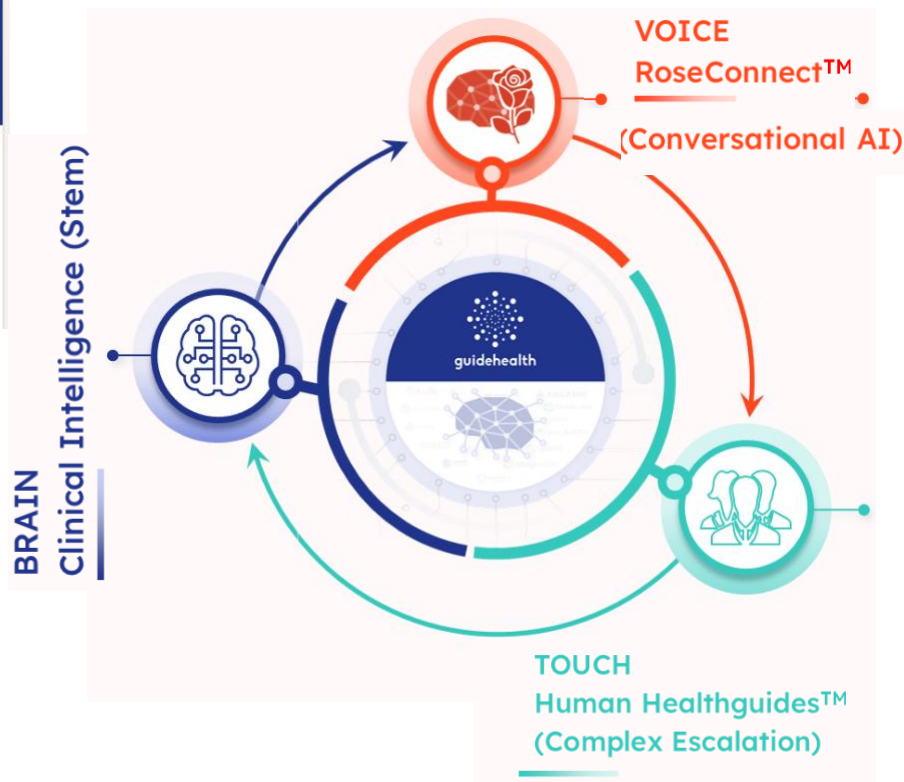 VOICE
RoseConnect™
(Conversational AI)
BRAIN
Clinical Intelligence (Stem)
guidehealth
TOUCH
Human Healthguides™
(Complex Escalation)